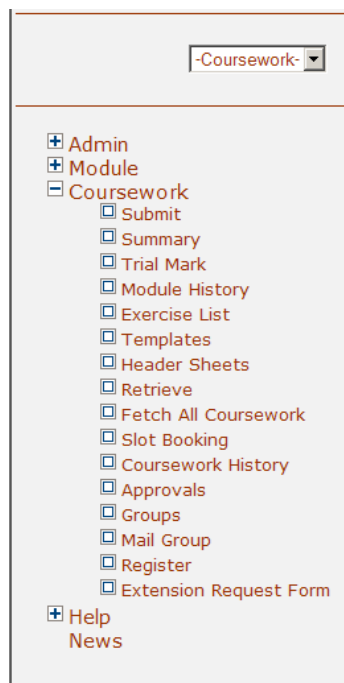 -Coursework-
Admin
Module
Coursework
Submit
Summary
Trial Mark
Module History
Exercise List
Templates
Header Sheets
Retrieve
Fetch All Coursework
Slot Booking
Coursework History
Approvals
Groups
Mail Group
Register
Extension Request Form
Help
News